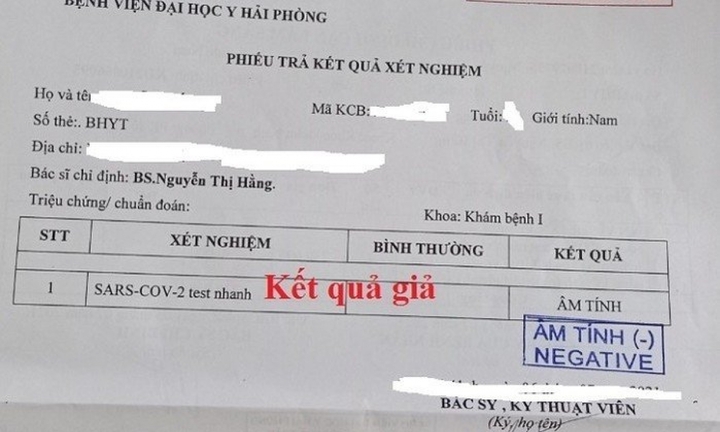 BỆNH VIỆN ĐẠI HỌC Y HẢI PHÒNG
PHIẾU TRẢ KẾT QUẢ XÉT NGHIỆM
Họ và tên
Mã KCB: Tuổi: Giới tính:Nam
Số thẻ:. BHYT
Địa chỉ:
Bác sĩ chỉ định: BS.Nguyễn Thị Hằng.
Triệu chứng/ chuẩn đoán:
Khoa: Khám bệnh I
STT XÉT NGHIỆM BÌNH THƯỜNG KẾT QUẢ
1 SARS-COV-2 test nhanh Kết quả giả ÂM TÍNH
ÂM TÍNH (-)
NEGATIVE
BÁC SỸ , KỸ THUẬT VIÊN
(Ký, họ tên)